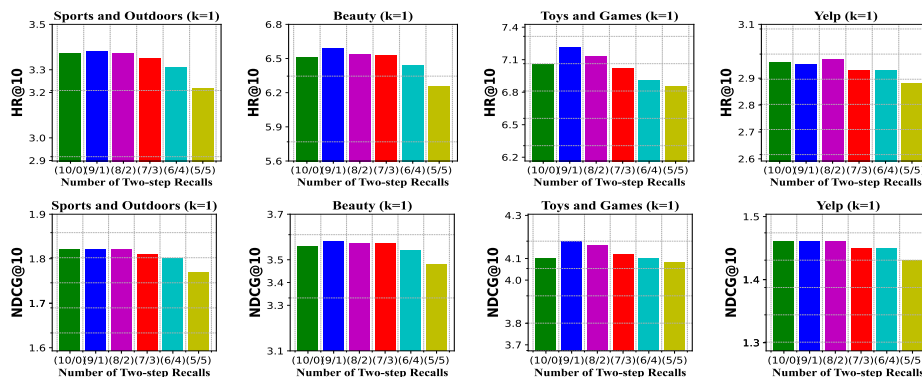 Sports and Outdoors (k=1)
HR@10
3.5
3.3
3.2
3.0
2.9
(10/0)(9/1)(8/2)(7/3)(6/4)(5/5)
Number of Two-step Recalls
Beauty (k=1)
HR@10
6.8
6.5
6.2
5.9
5.6
(10/0)(9/1)(8/2)(7/3)(6/4)(5/5)
Number of Two-step Recalls
Toys and Games (k=1)
HR@10
7.4
7.1
6.8
6.5
6.2
(10/0)(9/1)(8/2)(7/3)(6/4)(5/5)
Number of Two-step Recalls
Yelp (k=1)
HR@10
3.1
2.9
2.8
2.7
2.6
(10/0)(9/1)(8/2)(7/3)(6/4)(5/5)
Number of Two-step Recalls
Sports and Outdoors (k=1)
NDCG@10
1.9
1.8
1.7
1.6
(10/0)(9/1)(8/2)(7/3)(6/4)(5/5)
Number of Two-step Recalls
Beauty (k=1)
NDCG@10
3.7
3.5
3.4
3.3
3.1
(10/0)(9/1)(8/2)(7/3)(6/4)(5/5)
Number of Two-step Recalls
Toys and Games (k=1)
NDCG@10
4.3
4.1
4.0
3.8
3.7
(10/0)(9/1)(8/2)(7/3)(6/4)(5/5)
Number of Two-step Recalls
Yelp (k=1)
NDCG@10
1.5
1.4
1.4
1.3
(10/0)(9/1)(8/2)(7/3)(6/4)(5/5)
Number of Two-step Recalls